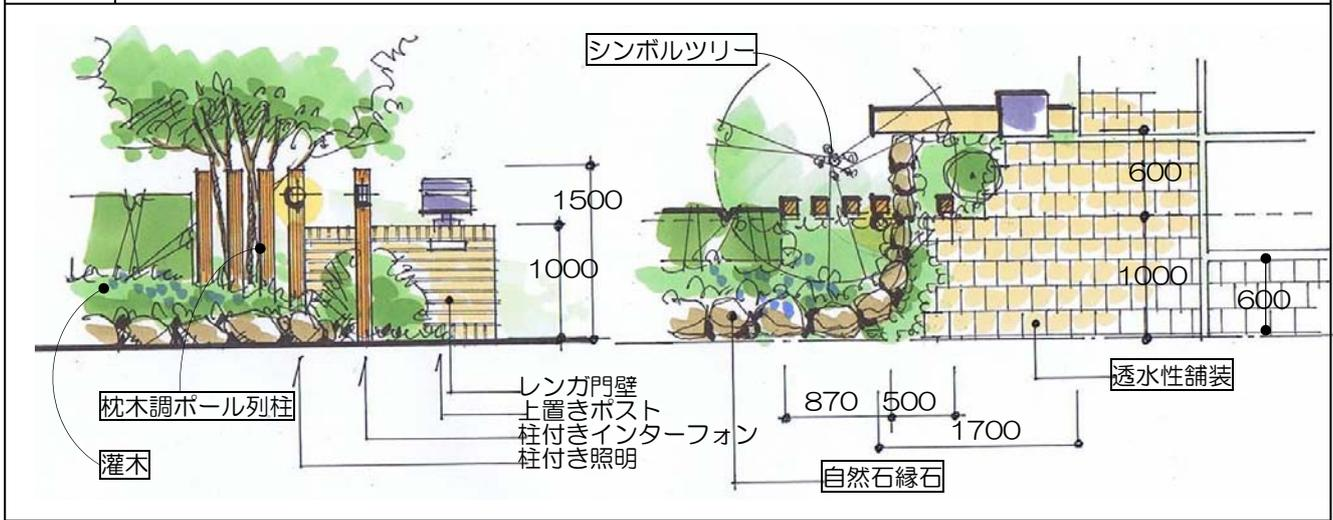 シンボルツリー
1500
1000
枕木調ポール列柱
灌木
レンガ門壁
上置きポスト
柱付きインターフォン
柱付き照明
600
1000
600
870
500
1700
透水性舗装
自然石縁石